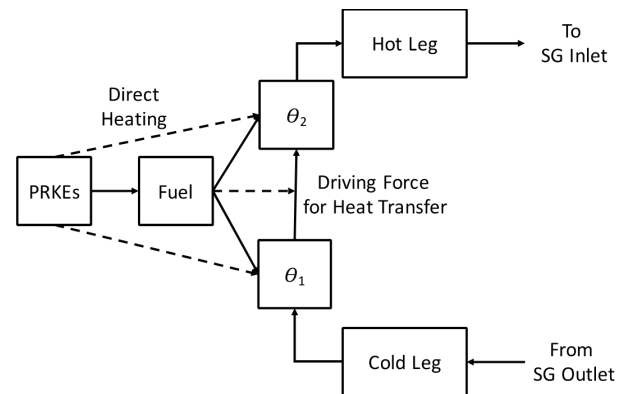 Hot Leg
To
SG Inlet
Direct
Heating
θ₂
PRKEs
Fuel
Driving Force
for Heat Transfer
θ₁
Cold Leg
From
SG Outlet